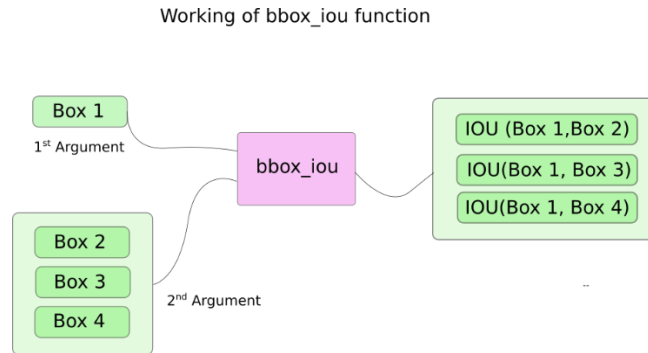 Working of bbox_iou function
Box 1
1st Argument
bbox_iou
IOU (Box 1,Box 2)
IOU(Box 1, Box 3)
IOU(Box 1, Box 4)
Box 2
Box 3
Box 4
2nd Argument
--